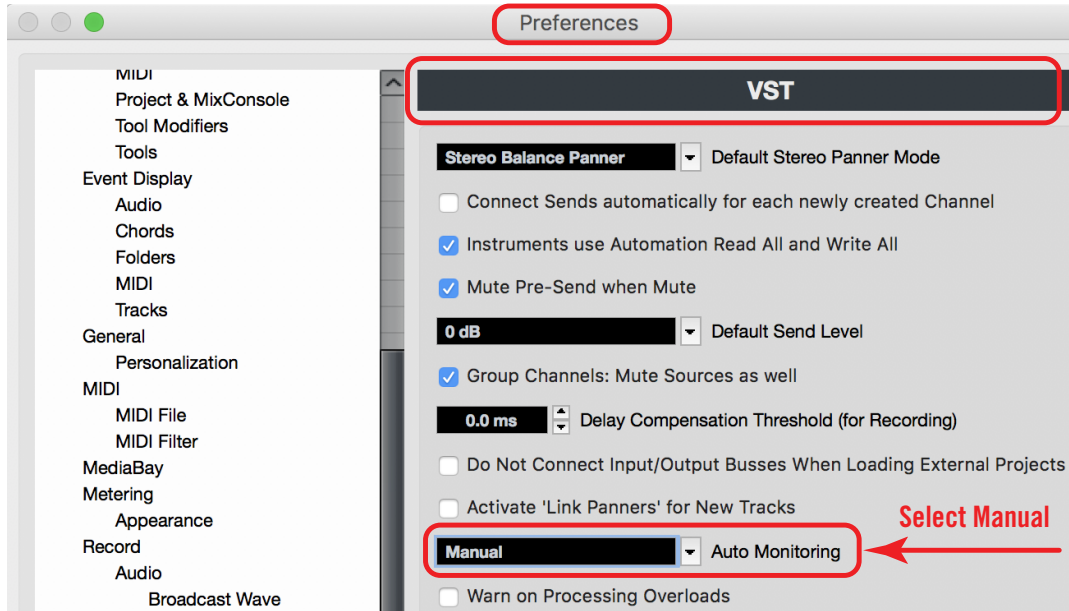 Preferences
MIDI
Project & MixConsole
Tool Modifiers
Tools
Event Display
Audio
Chords
Folders
MIDI
Tracks
General
Personalization
MIDI
MIDI File
MIDI Filter
MediaBay
Metering
Appearance
Record
Audio
Broadcast Wave
VST
Stereo Balance Panner Default Stereo Panner Mode
Connect Sends automatically for each newly created Channel
Instruments use Automation Read All and Write All
Mute Pre-Send when Mute
0 dB Default Send Level
Group Channels: Mute Sources as well
0.0 ms Delay Compensation Threshold (for Recording)
Do Not Connect Input/Output Busses When Loading External Projects
Activate 'Link Panners' for New Tracks
Select Manual
Manual Auto Monitoring
Warn on Processing Overloads